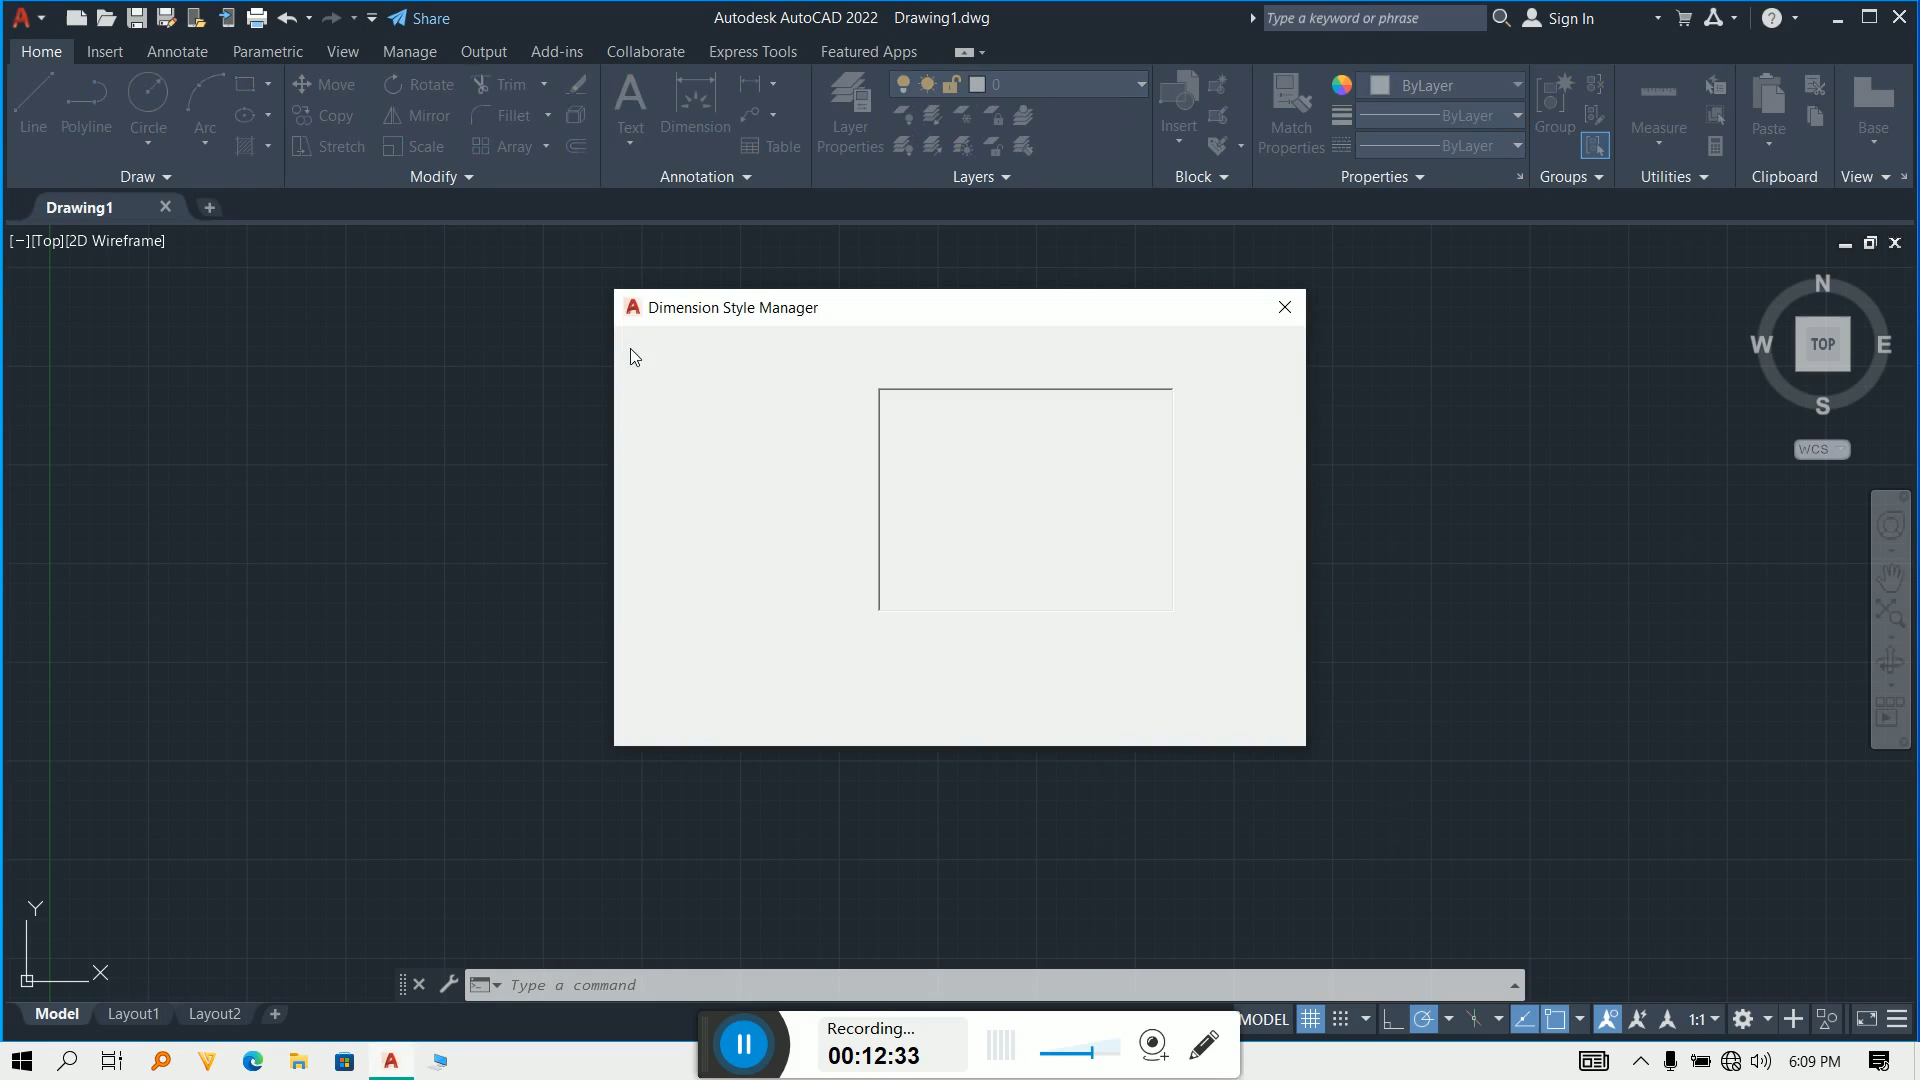 Share
Autodesk AutoCAD 2022 Drawing1.dwg
Type a keyword or phrase
Sign In
Home Insert Annotate Parametric View Manage Output Add-ins Collaborate Express Tools Featured Apps
Line Polyline Circle Arc
Move Rotate Trim
Copy Mirror Fillet
Stretch Scale Array
Text Dimension Table
Layer Properties
0
Insert
Match Properties
ByLayer
ByLayer
ByLayer
Group
Measure
Paste
Base
Draw Modify Annotation Layers Block Properties Groups Utilities Clipboard View
Drawing1
[−][Top][2D Wireframe]
Dimension Style Manager
N
W TOP E
S
WCS
Y
X
Type a command
Model Layout1 Layout2
MODEL 1:1
Recording...
00:12:33
6:09 PM